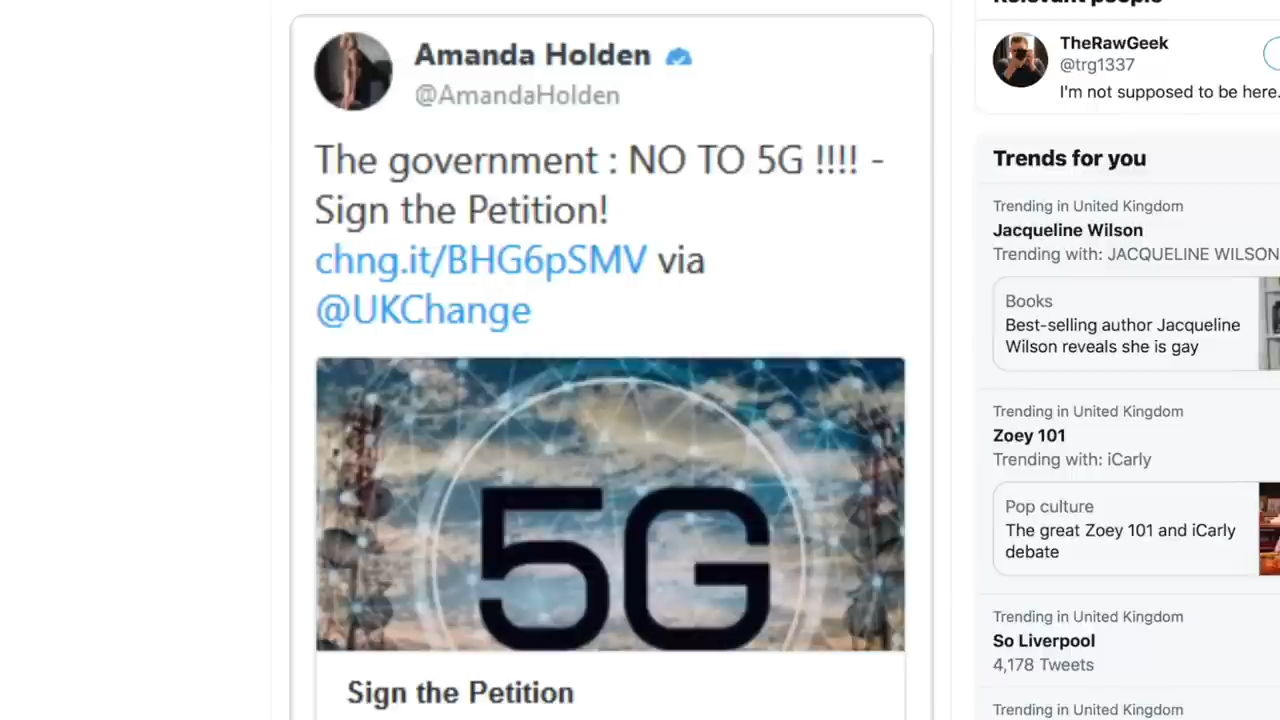 Amanda Holden
@AmandaHolden
The government : NO TO 5G !!!! -
Sign the Petition!
chng.it/BHG6pSMV via
@UKChange
5G
Sign the Petition
Relevant people
TheRawGeek
@trg1337
I'm not supposed to be here.
Trends for you
Trending in United Kingdom
Jacqueline Wilson
Trending with: JACQUELINE WILSON
Books
Best-selling author Jacqueline
Wilson reveals she is gay
Trending in United Kingdom
Zoey 101
Trending with: iCarly
Pop culture
The great Zoey 101 and iCarly
debate
Trending in United Kingdom
So Liverpool
4,178 Tweets
Trending in United Kingdom